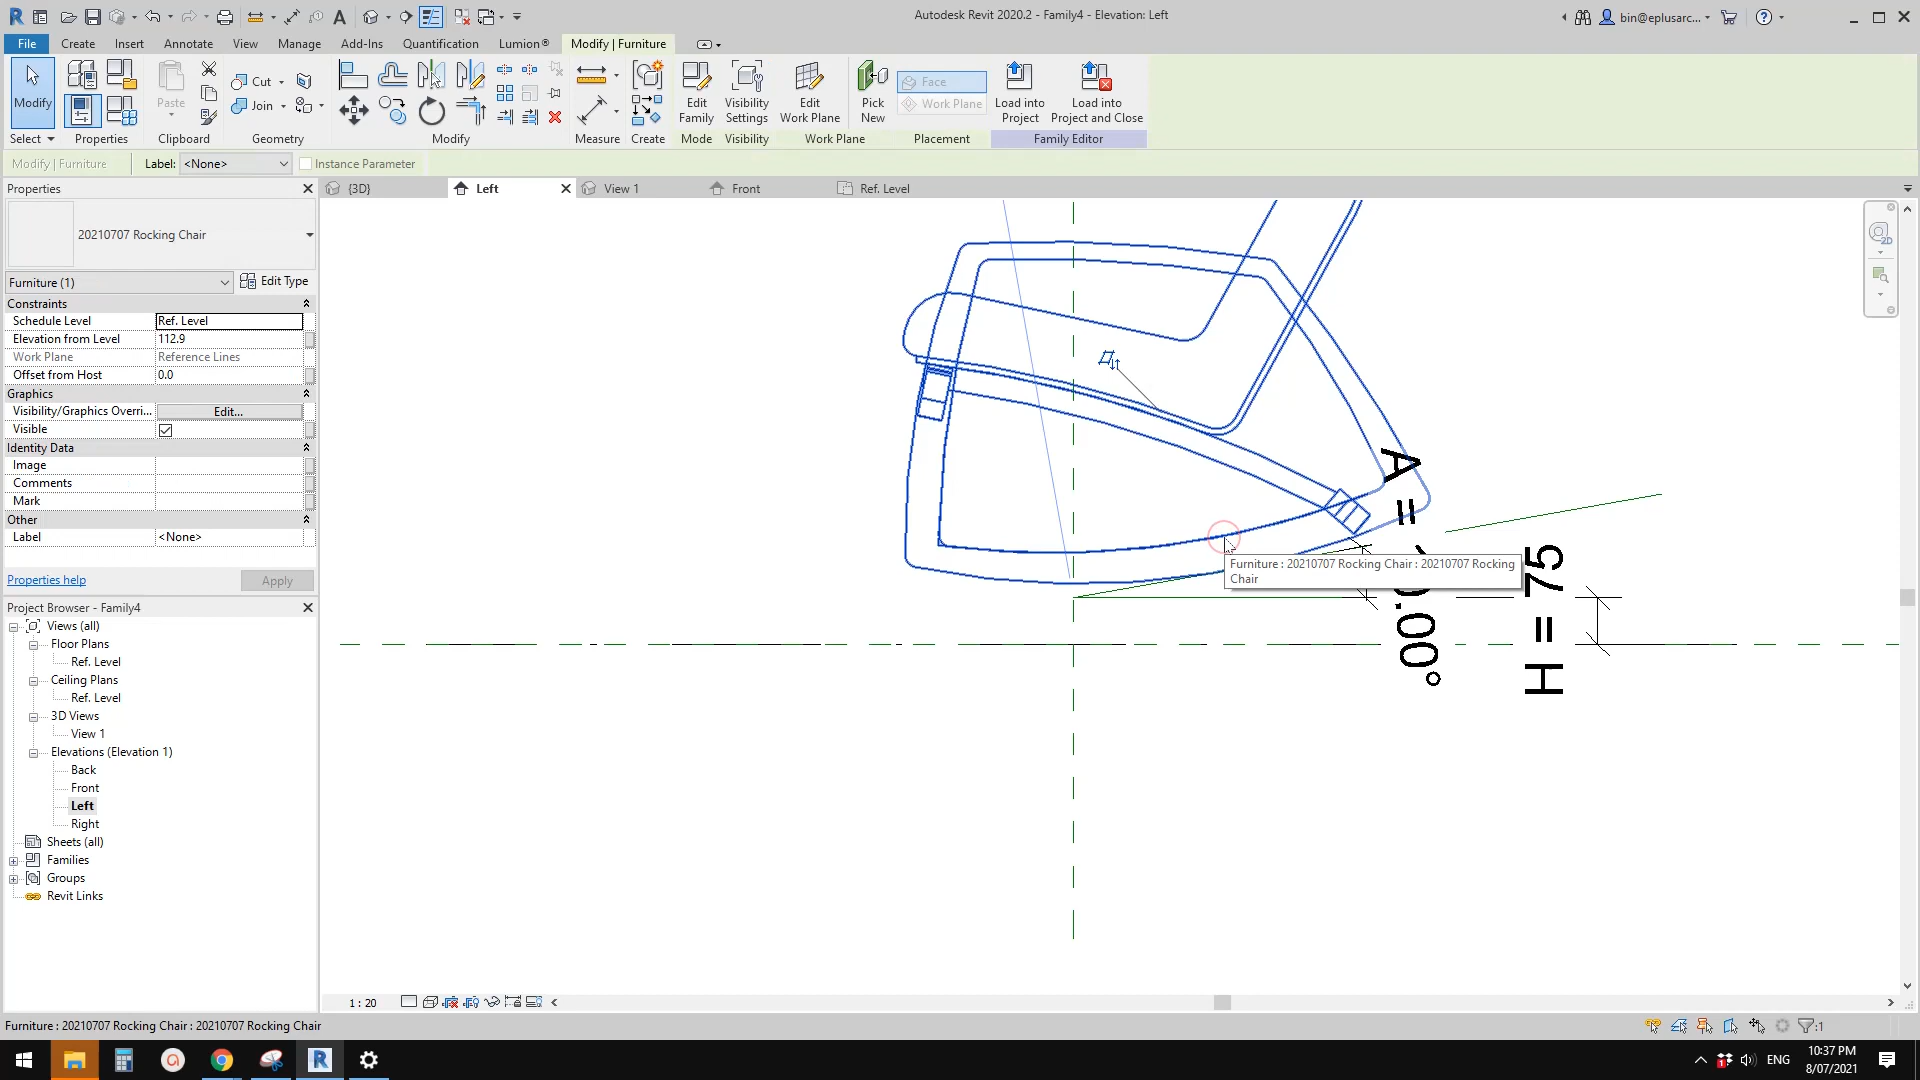 Autodesk Revit 2020.2 - Family4 - Elevation: Left
bin@eplusarc...
File Create Insert Annotate View Manage Add-Ins Quantification Lumion® Modify | Furniture
Modify
Select
Properties
Paste
Clipboard
Cut
Join
Geometry
Modify
Measure
Create
Edit Family
Mode
Visibility Settings
Visibility
Edit Work Plane
Work Plane
Pick New
Face
Work Plane
Placement
Load into Project
Load into Project and Close
Family Editor
Modify | Furniture
Label: <None>
Instance Parameter
Properties
{3D} Left View 1 Front Ref. Level
20210707 Rocking Chair
Furniture (1)
Edit Type
Constraints
Schedule Level Ref. Level
Elevation from Level 112.9
Work Plane Reference Lines
Offset from Host 0.0
Graphics
Visibility/Graphics Overri... Edit...
Visible
Identity Data
Image
Comments
Mark
Other
Label <None>
Properties help
Apply
Project Browser - Family4
Views (all)
Floor Plans
Ref. Level
Ceiling Plans
Ref. Level
3D Views
View 1
Elevations (Elevation 1)
Back
Front
Left
Right
Sheets (all)
Families
Groups
Revit Links
2D
A =
.00°
H = 75
Furniture : 20210707 Rocking Chair : 20210707 Rocking
Chair
1 : 20
Furniture : 20210707 Rocking Chair : 20210707 Rocking Chair
:1
ENG
10:37 PM
8/07/2021